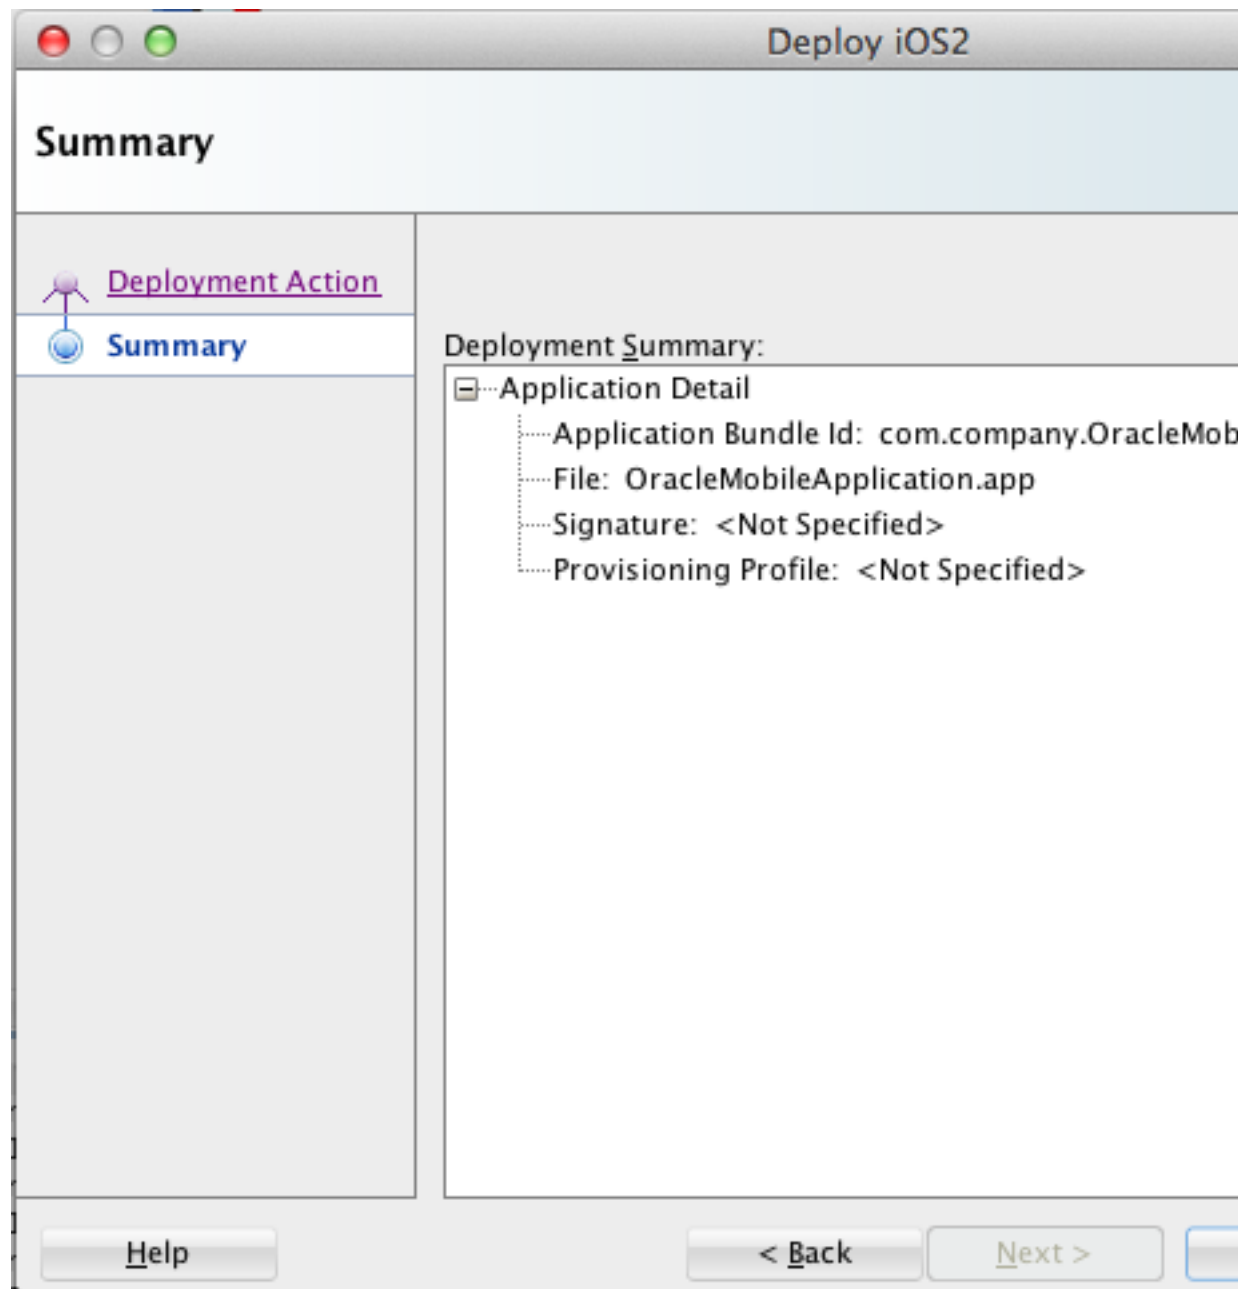 Deploy iOS2
Summary
Deployment Action
Summary
Deployment Summary:
Application Detail
Application Bundle Id: com.company.OracleMob
File: OracleMobileApplication.app
Signature: <Not Specified>
Provisioning Profile: <Not Specified>
Help
< Back
Next >